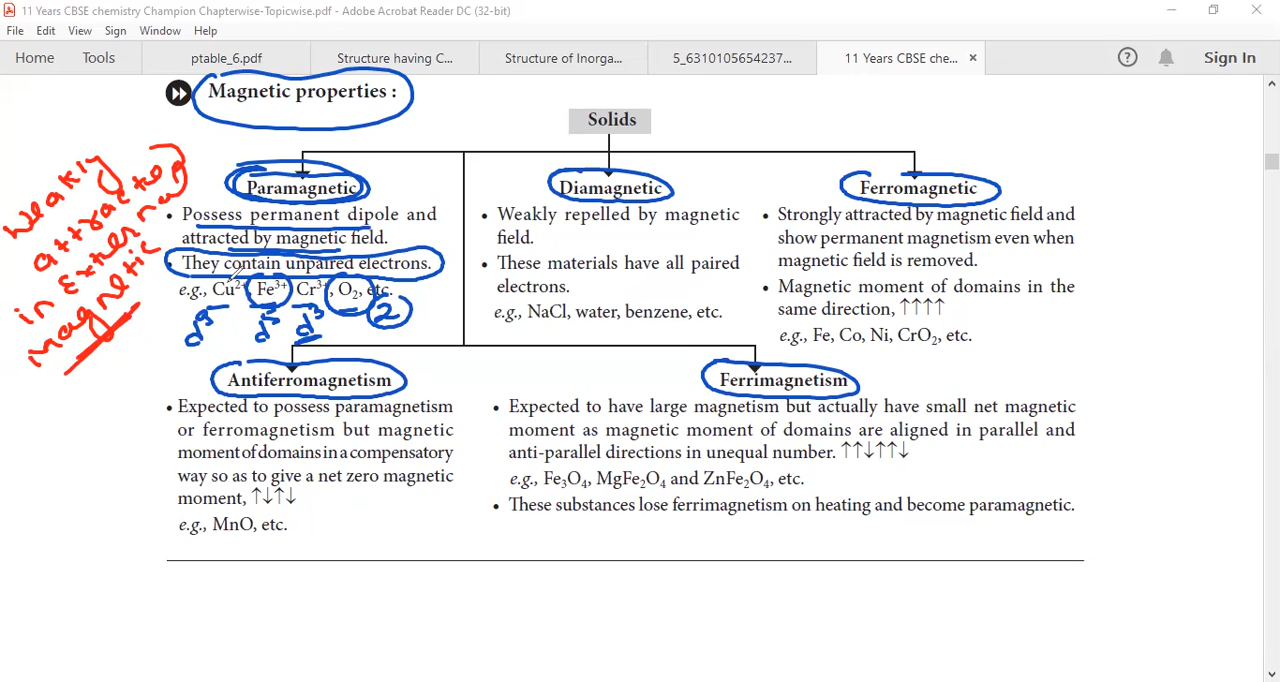 11 Years CBSE chemistry Champion Chapterwise-Topicwise.pdf - Adobe Acrobat Reader DC (32-bit)
File Edit View Sign Window Help
Home Tools ptable_6.pdf Structure having C... Structure of Inorga... 5_6310105654237... 11 Years CBSE che... × ? Sign In
Magnetic properties :
Solids
Paramagnetic
• Possess permanent dipole and
attracted by magnetic field.
• They contain unpaired electrons.
e.g., Cu²⁺ Fe³⁺ Cr³⁺, O₂, etc.
d⁹ d⁵ d³ 2
weakly
attracted
in external
magnetic
Diamagnetic
• Weakly repelled by magnetic
field.
• These materials have all paired
electrons.
e.g., NaCl, water, benzene, etc.
Ferromagnetic
• Strongly attracted by magnetic field and
show permanent magnetism even when
magnetic field is removed.
• Magnetic moment of domains in the
same direction, ↑↑↑↑
e.g., Fe, Co, Ni, CrO₂, etc.
Antiferromagnetism
• Expected to possess paramagnetism
or ferromagnetism but magnetic
moment of domains in a compensatory
way so as to give a net zero magnetic
moment, ↑↓↑↓
e.g., MnO, etc.
Ferrimagnetism
• Expected to have large magnetism but actually have small net magnetic
moment as magnetic moment of domains are aligned in parallel and
anti-parallel directions in unequal number. ↑↑↓↑↑↓
e.g., Fe₃O₄, MgFe₂O₄ and ZnFe₂O₄, etc.
• These substances lose ferrimagnetism on heating and become paramagnetic.